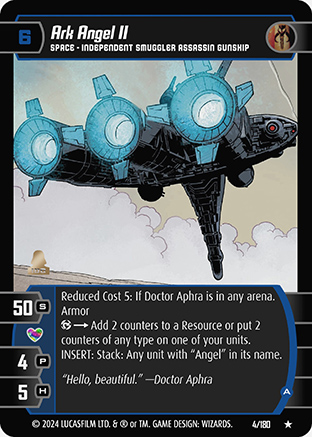 6
Ark Angel II
SPACE - INDEPENDENT SMUGGLER ASSASSIN GUNSHIP
Reduced Cost 5: If Doctor Aphra is in any arena.
Armor
Add 2 counters to a Resource or put 2
counters of any type on one of your units.
INSERT: Stack: Any unit with “Angel” in its name.
“Hello, beautiful.” —Doctor Aphra
50 S
4 P
5 H
A
© 2024 LUCASFILM LTD. & ® or TM. GAME DESIGN: WIZARDS. 4/180